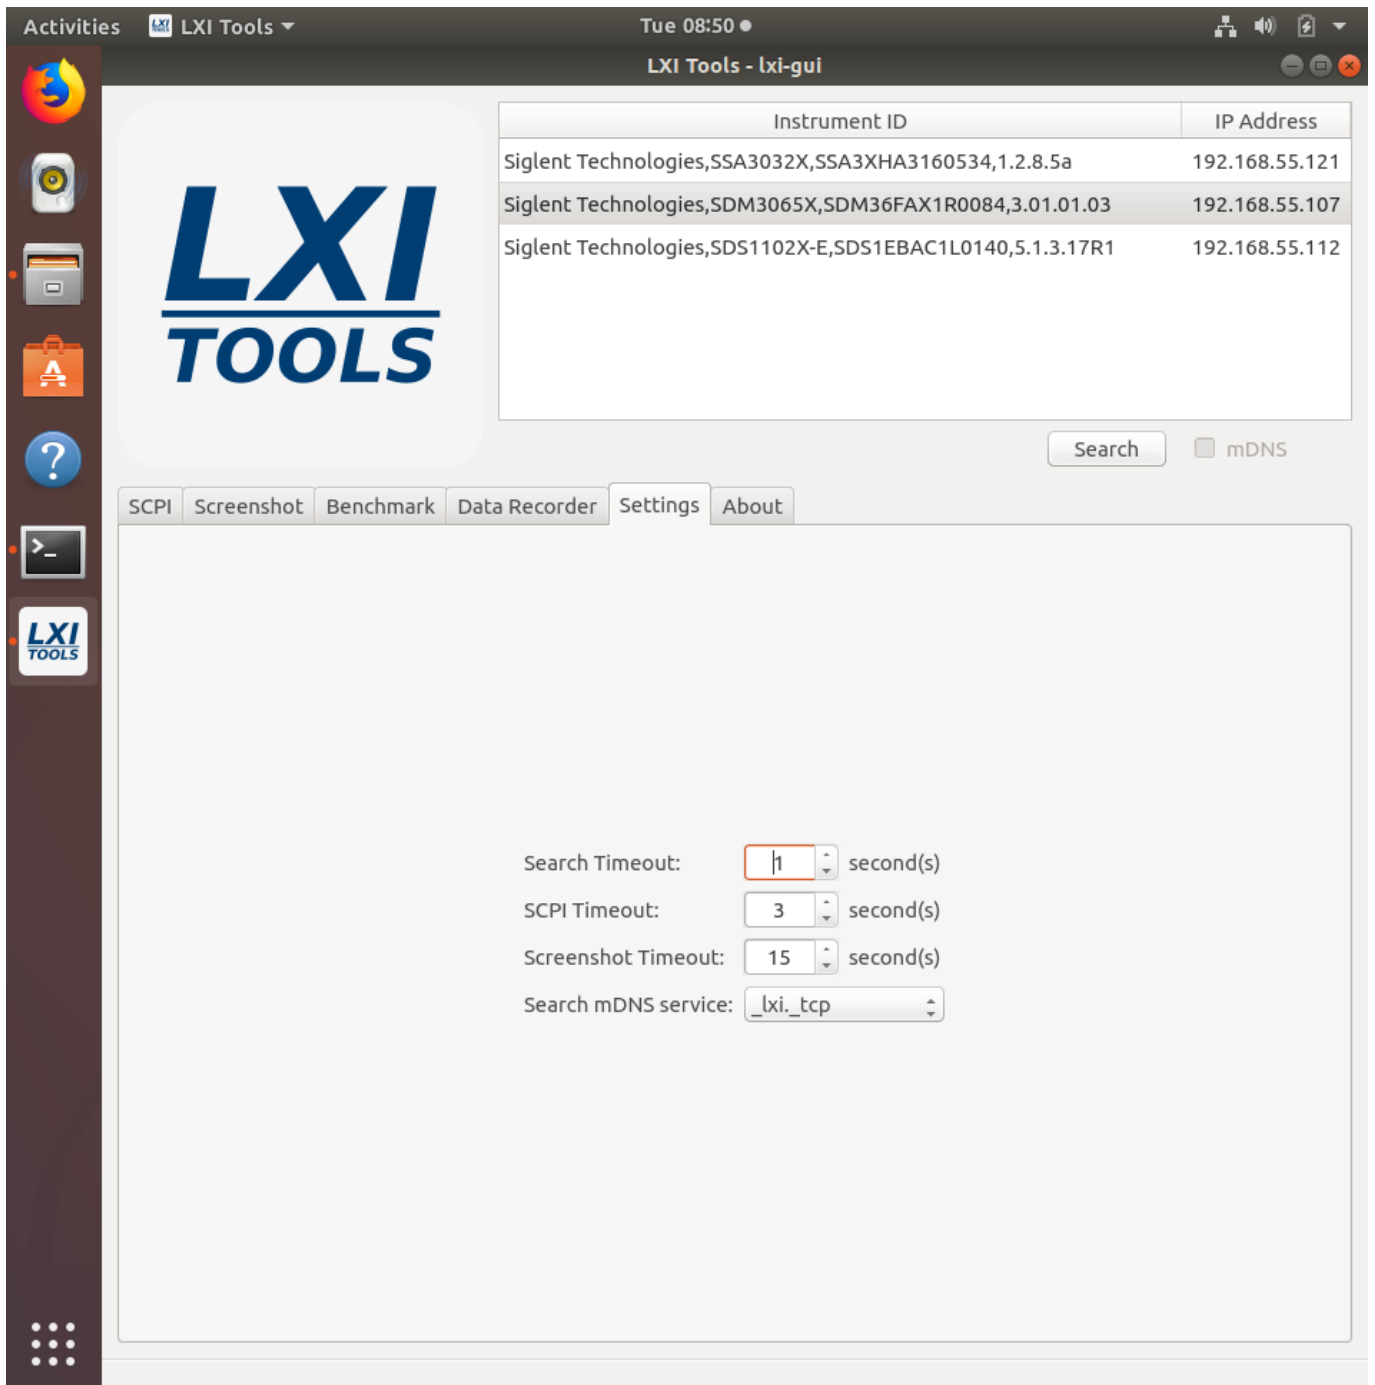 Activities LXI Tools Tue 08:50
LXI Tools - lxi-gui
Instrument ID IP Address
Siglent Technologies,SSA3032X,SSA3XHA3160534,1.2.8.5a 192.168.55.121
Siglent Technologies,SDM3065X,SDM36FAX1R0084,3.01.01.03 192.168.55.107
Siglent Technologies,SDS1102X-E,SDS1EBAC1L0140,5.1.3.17R1 192.168.55.112
LXI
TOOLS
Search mDNS
SCPI Screenshot Benchmark Data Recorder Settings About
LXI
TOOLS
Search Timeout: 1 second(s)
SCPI Timeout: 3 second(s)
Screenshot Timeout: 15 second(s)
Search mDNS service: _lxi._tcp